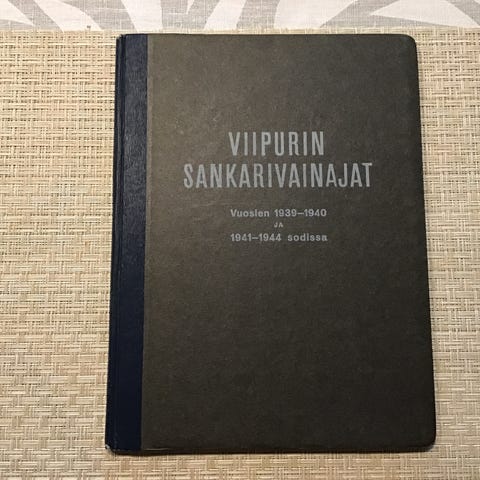 VIIPURIN
SANKARIVAINAJAT
Vuosien 1939–1940
JA
1941–1944 sodissa